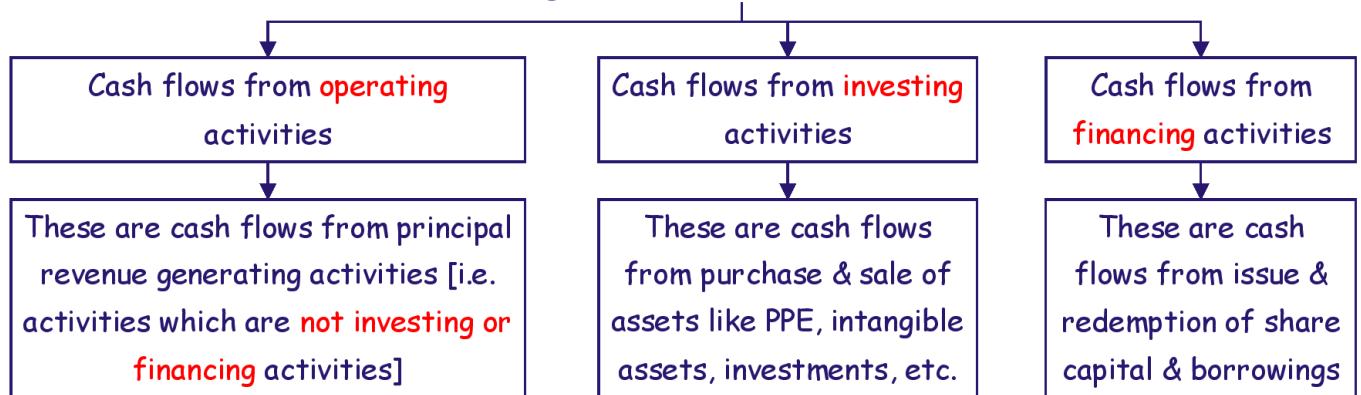 Cash flows from operating
activities
Cash flows from investing
activities
Cash flows from
financing activities
These are cash flows from principal
revenue generating activities [i.e.
activities which are not investing or
financing activities]
These are cash flows
from purchase & sale of
assets like PPE, intangible
assets, investments, etc.
These are cash
flows from issue &
redemption of share
capital & borrowings